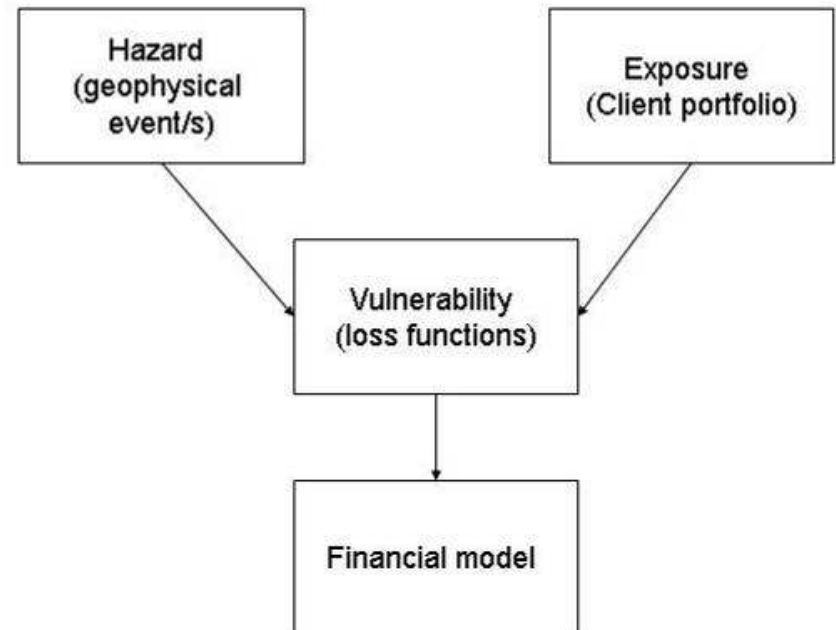 Hazard
(geophysical
event/s)
Exposure
(Client portfolio)
Vulnerability
(loss functions)
Financial model